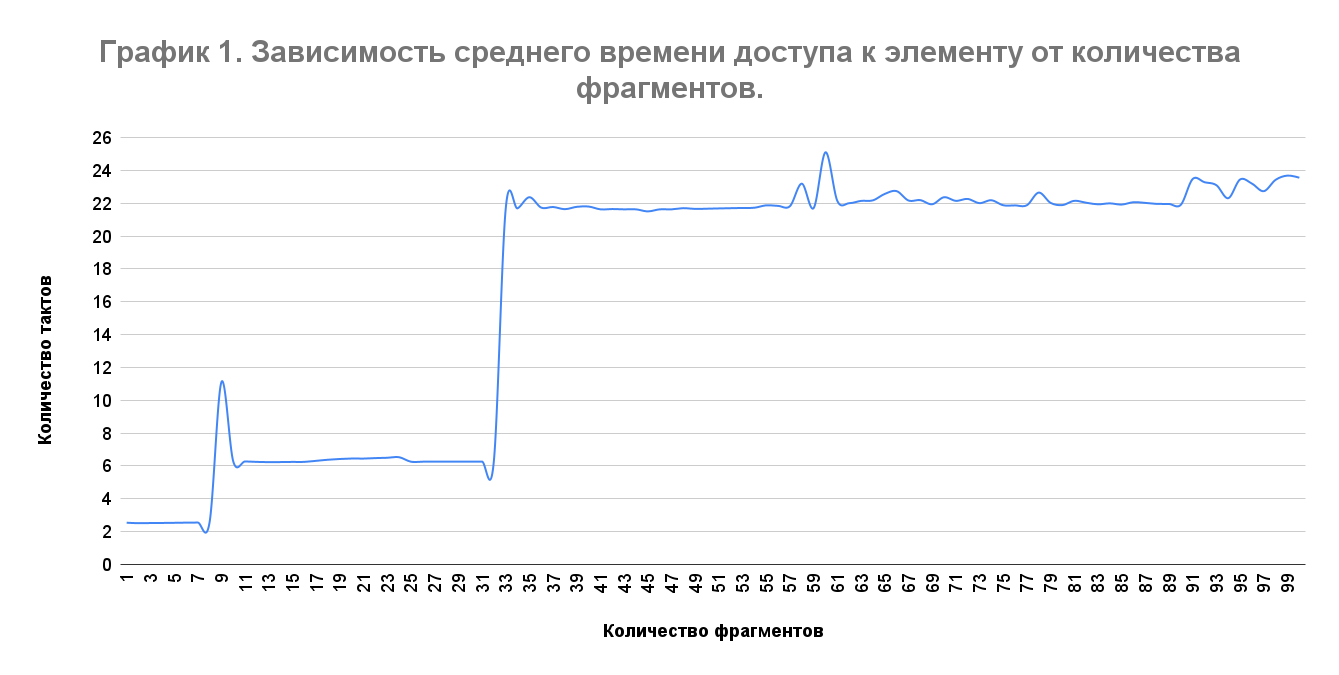 График 1. Зависимость среднего времени доступа к элементу от количества
фрагментов.
26
24
22
20
18
16
14
12
10
8
6
4
2
0
Количество тактов
1 3 5 7 9 11 13 15 17 19 21 23 25 27 29 31 33 35 37 39 41 43 45 47 49 51 53 55 57 59 61 63 65 67 69 71 73 75 77 79 81 83 85 87 89 91 93 95 97 99
Количество фрагментов